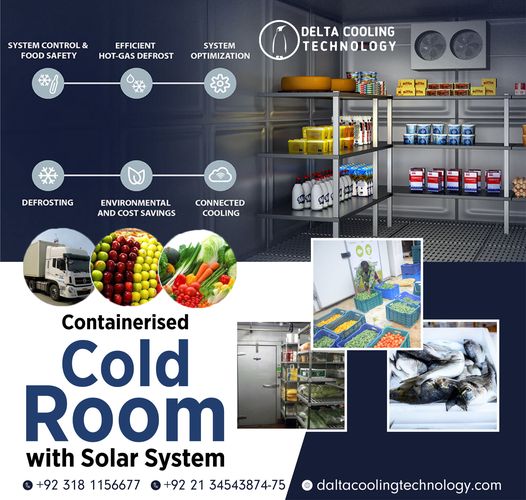 DELTA COOLING
TECHNOLOGY
SYSTEM CONTROL &
FOOD SAFETY
EFFICIENT
HOT-GAS DEFROST
SYSTEM
OPTIMIZATION
DEFROSTING
ENVIRONMENTAL
AND COST SAVINGS
CONNECTED
COOLING
Containerised
Cold
Room
with Solar System
+92 318 1156677
+92 21 34543874-75
daltacoolingtechnology.com